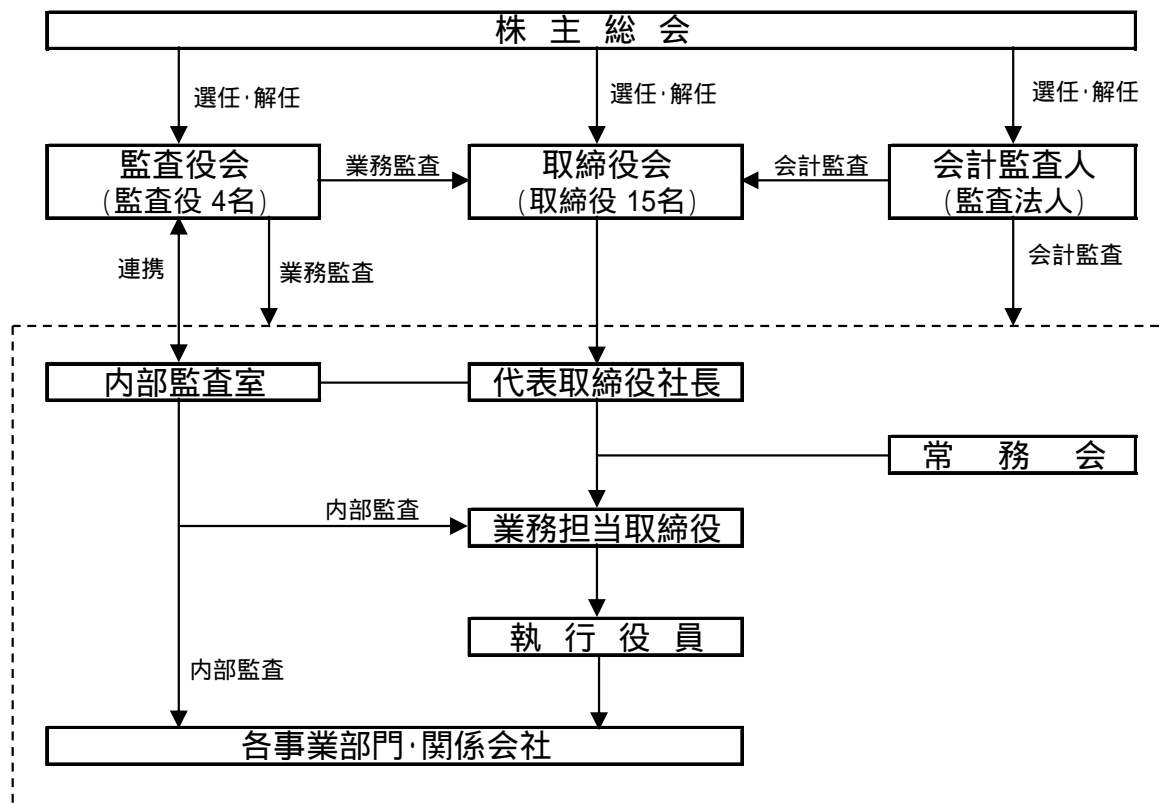 株 主 総 会
選任･解任
選任･解任
選任･解任
監査役会
(監査役 4名)
業務監査
取締役会
(取締役 15名)
会計監査
会計監査人
(監査法人)
連携
業務監査
会計監査
内部監査室
代表取締役社長
常 務 会
内部監査
業務担当取締役
執 行 役 員
内部監査
各事業部門･関係会社